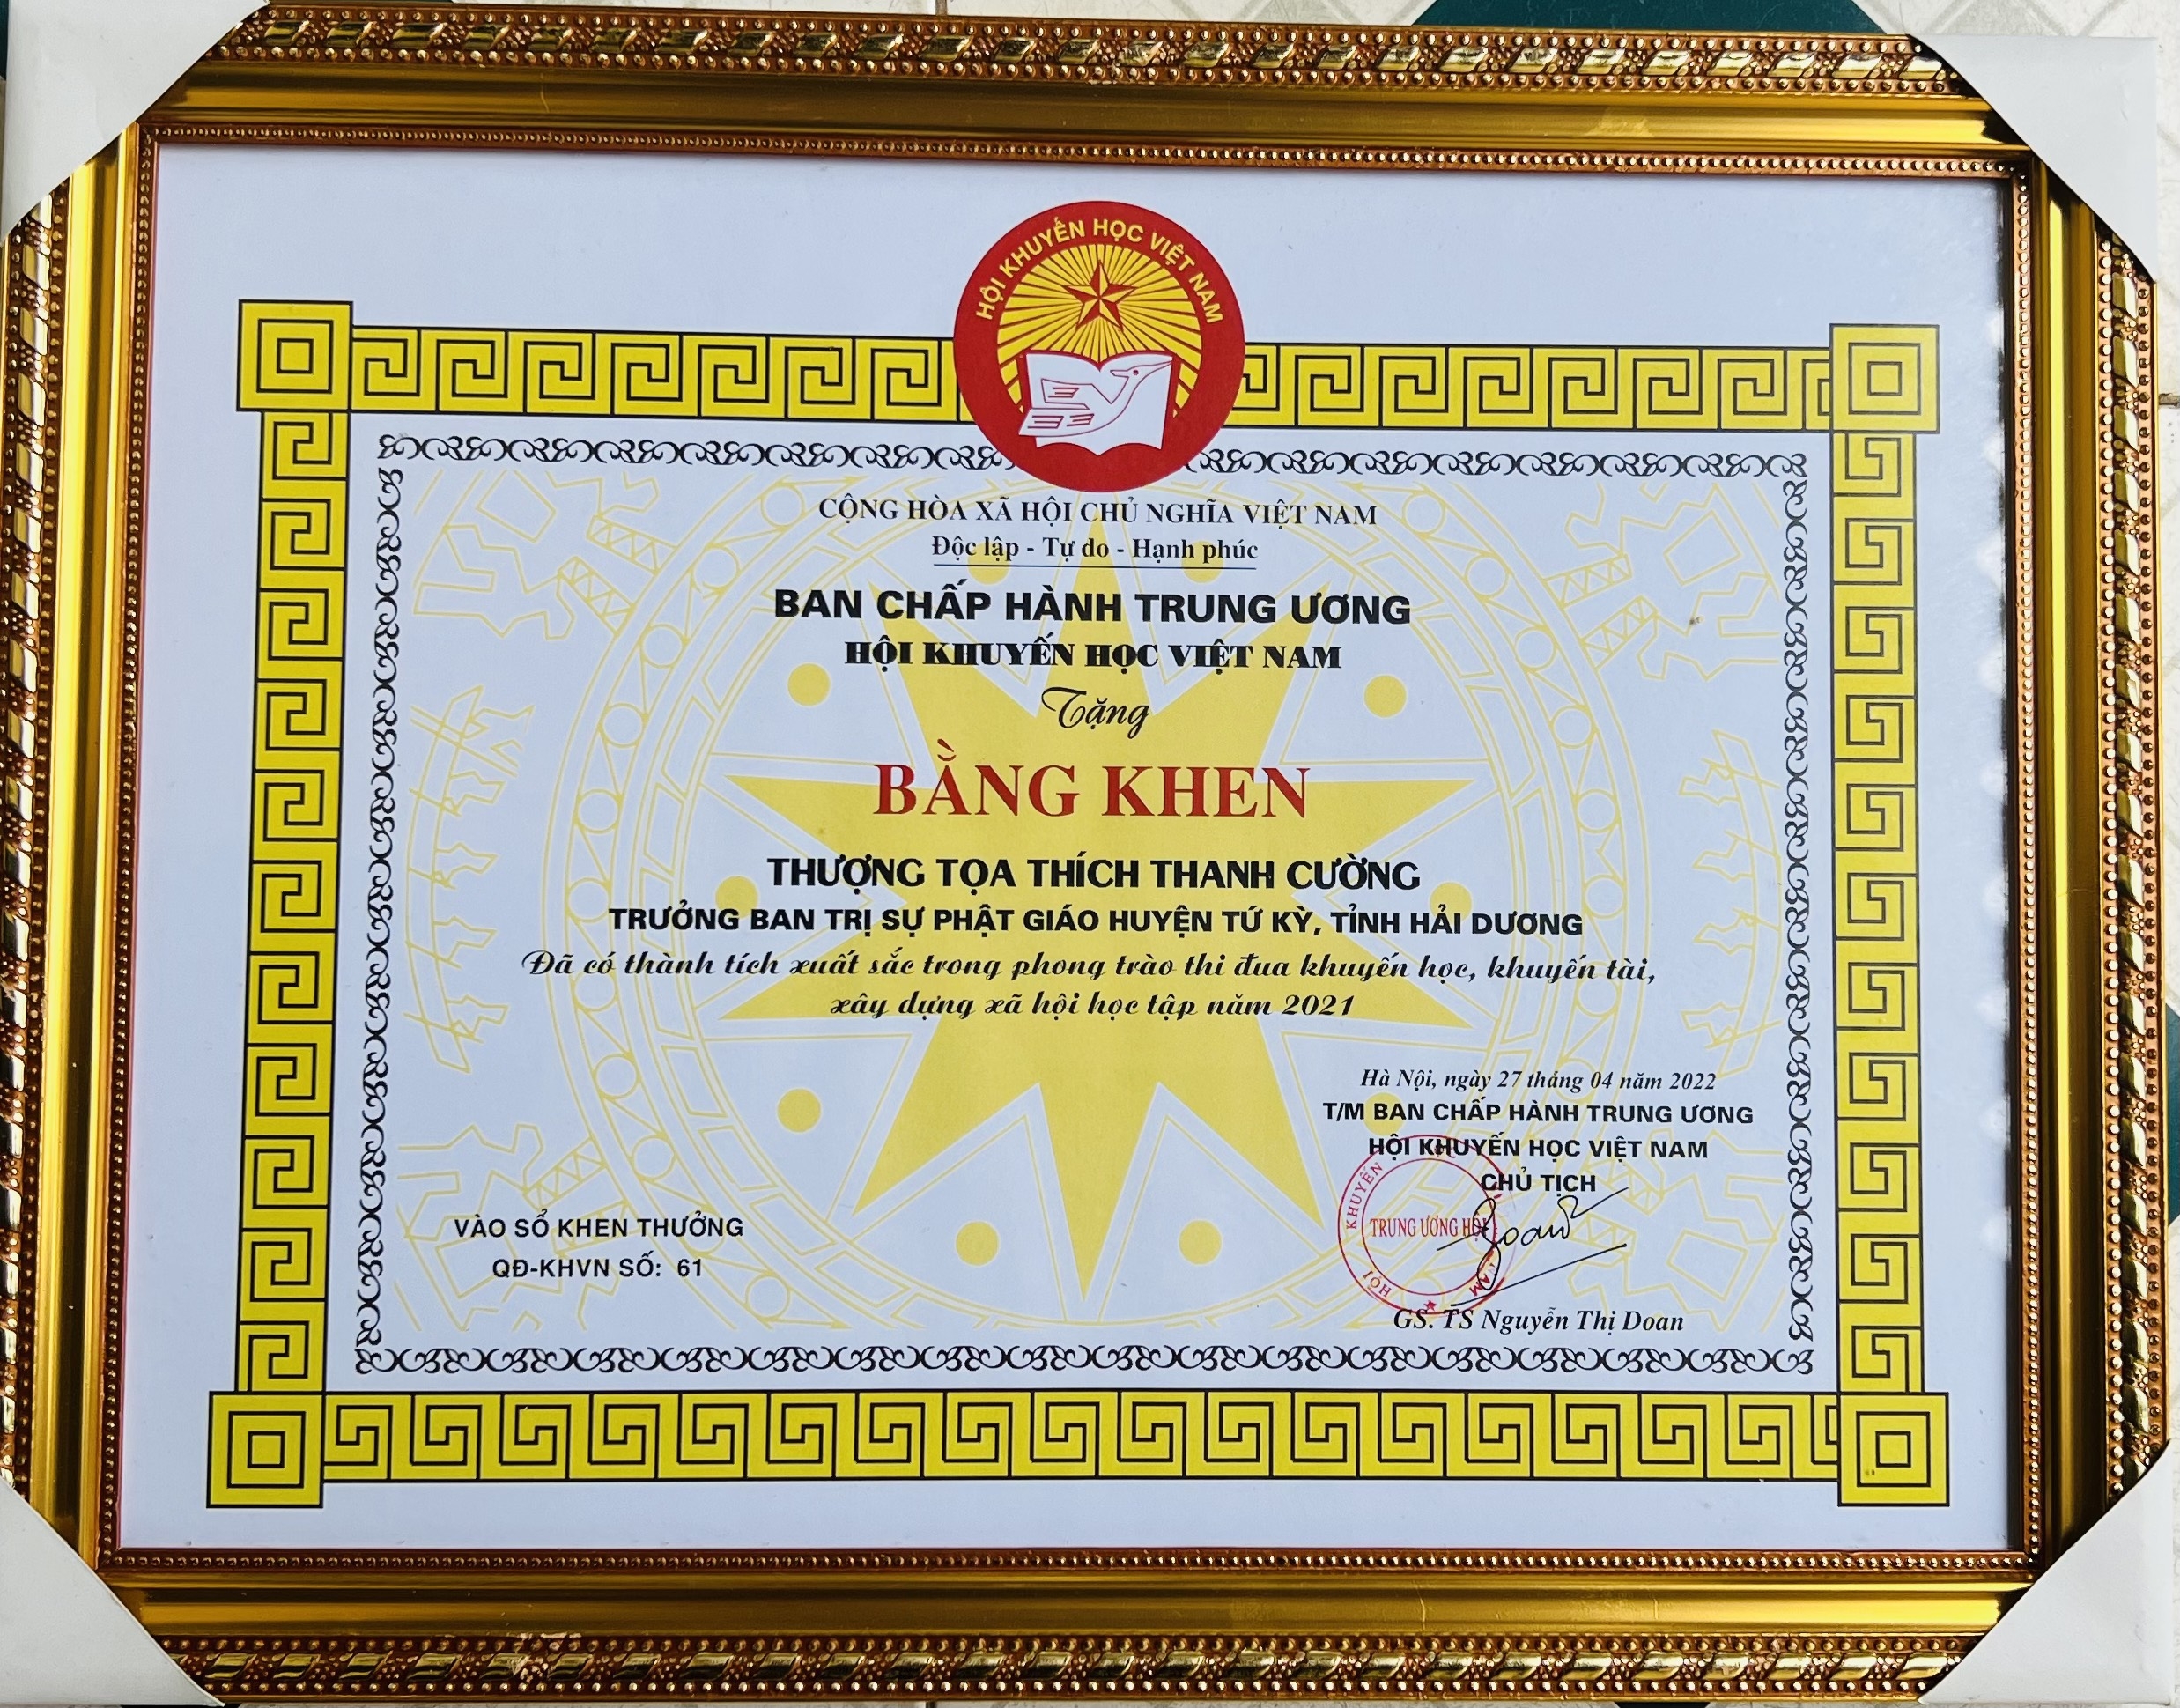 HỘI KHUYẾN HỌC VIỆT NAM
CỘNG HÒA XÃ HỘI CHỦ NGHĨA VIỆT NAM
Độc lập - Tự do - Hạnh phúc
BAN CHẤP HÀNH TRUNG ƯƠNG
HỘI KHUYẾN HỌC VIỆT NAM
Tặng
BẰNG KHEN
THƯỢNG TỌA THÍCH THANH CƯỜNG
TRƯỞNG BAN TRỊ SỰ PHẬT GIÁO HUYỆN TỨ KỲ, TỈNH HẢI DƯƠNG
Đã có thành tích xuất sắc trong phong trào thi đua khuyến học, khuyến tài,
xây dựng xã hội học tập năm 2021
Hà Nội, ngày 27 tháng 04 năm 2022
T/M BAN CHẤP HÀNH TRUNG ƯƠNG
HỘI KHUYẾN HỌC VIỆT NAM
CHỦ TỊCH
VÀO SỔ KHEN THƯỞNG
QĐ-KHVN SỐ: 61
HỘI KHUYẾN NAM
TRUNG ƯƠNG HỘI
Doan
GS. TS Nguyễn Thị Doan